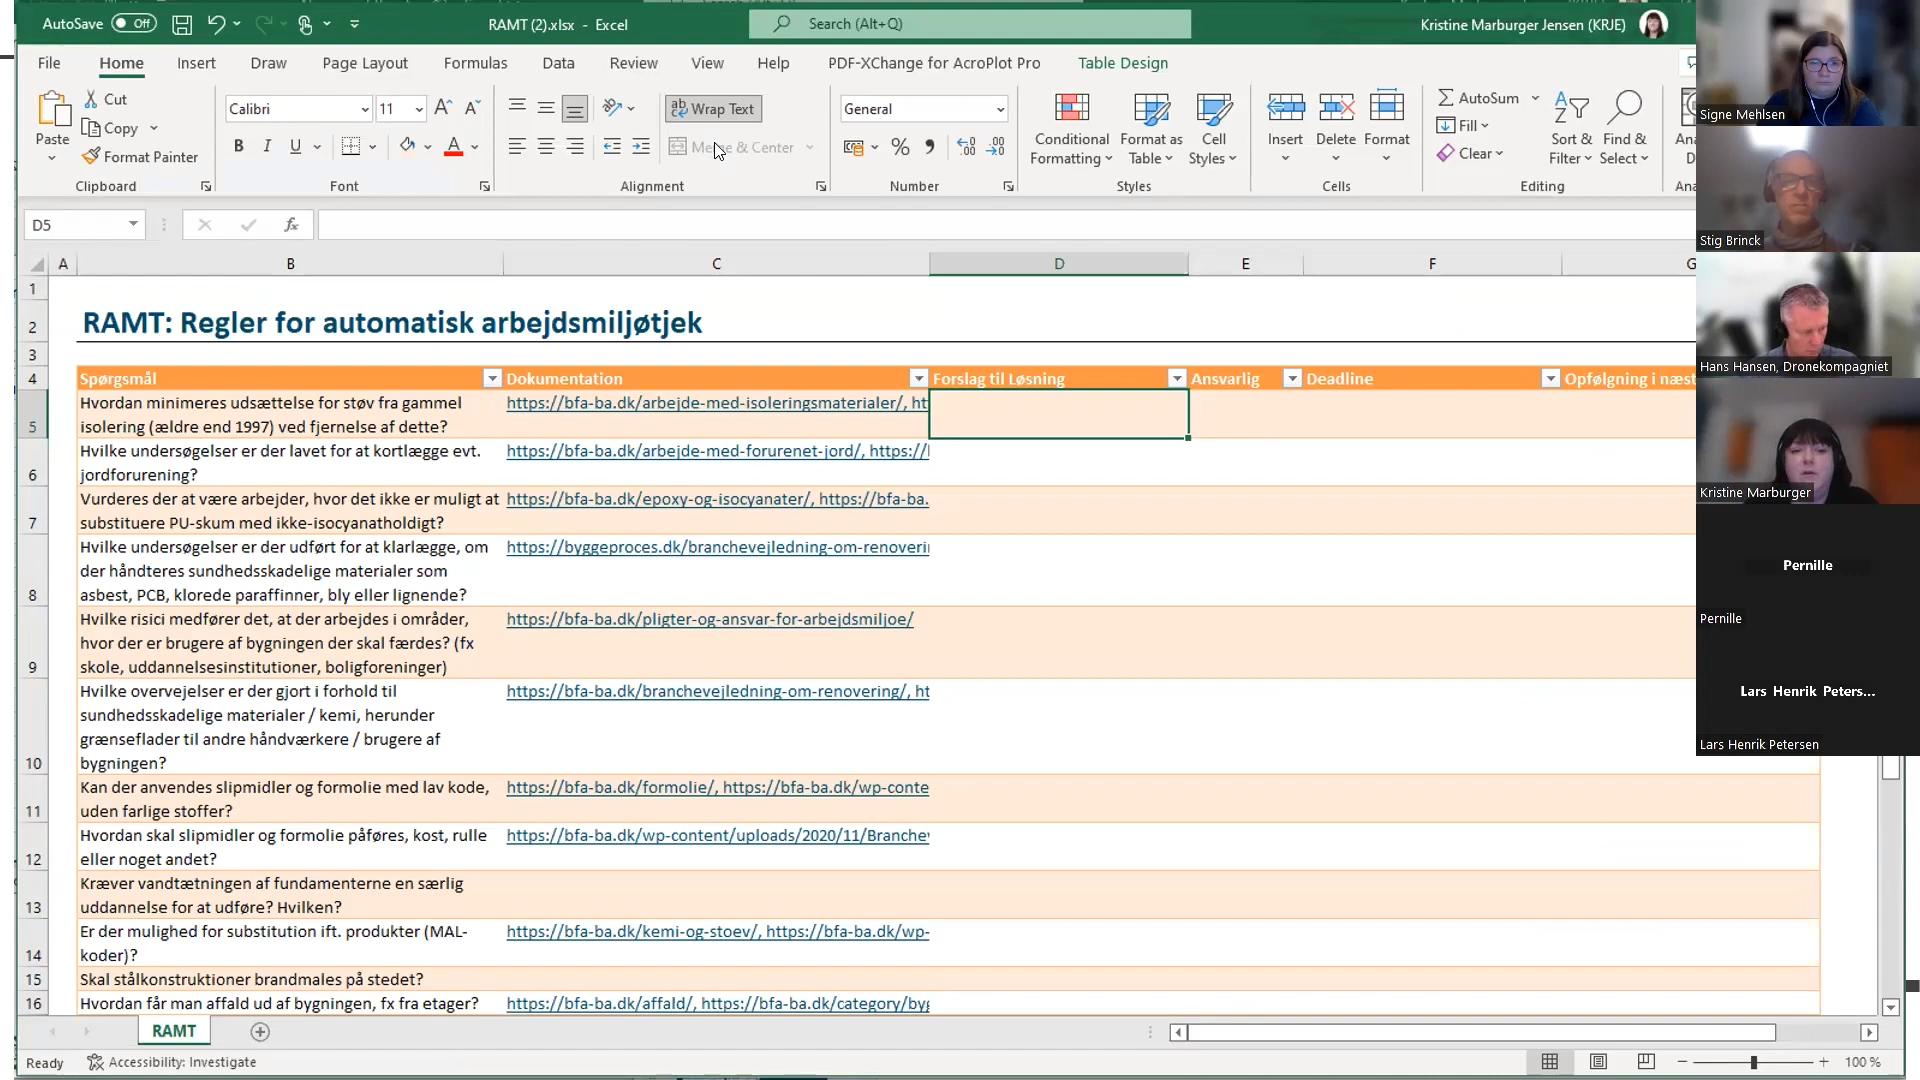 AutoSave Off
RAMT (2).xlsx - Excel
Search (Alt+Q)
Kristine Marburger Jensen (KRJE)
File Home Insert Draw Page Layout Formulas Data Review View Help PDF-XChange for AcroPlot Pro Table Design
Paste
Cut
Copy
Format Painter
Clipboard
Calibri 11
B I U
Font
Wrap Text
Merge & Center
Alignment
General
Number
Conditional Formatting
Format as Table
Cell Styles
Styles
Insert Delete Format
Cells
AutoSum
Fill
Clear
Sort & Filter
Find & Select
Editing
D5
fx
A B C D E F G
1
2 RAMT: Regler for automatisk arbejdsmiljøtjek
3
4 Spørgsmål Dokumentation Forslag til Løsning Ansvarlig Deadline Opfølgning i næst
Hvordan minimeres udsættelse for støv fra gammel https://bfa-ba.dk/arbejde-med-isoleringsmaterialer/, ht
5 isolering (ældre end 1997) ved fjernelse af dette?
Hvilke undersøgelser er der lavet for at kortlægge evt. https://bfa-ba.dk/arbejde-med-forurenet-jord/, https://
6 jordforurening?
Vurderes der at være arbejder, hvor det ikke er muligt at https://bfa-ba.dk/epoxy-og-isocyanater/, https://bfa-ba.
7 substituere PU-skum med ikke-isocyanatholdigt?
Hvilke undersøgelser er der udført for at klarlægge, om https://byggeproces.dk/branchevejledning-om-renoveri
der håndteres sundhedsskadelige materialer som
8 asbest, PCB, klorede paraffinner, bly eller lignende?
Hvilke risici medfører det, at der arbejdes i områder, https://bfa-ba.dk/pligter-og-ansvar-for-arbejdsmiljoe/
hvor der er brugere af bygningen der skal færdes? (fx
9 skole, uddannelsesinstitutioner, boligforeninger)
Hvilke overvejelser er der gjort i forhold til https://bfa-ba.dk/branchevejledning-om-renovering/, ht
sundhedsskadelige materialer / kemi, herunder
grænseflader til andre håndværkere / brugere af
10 bygningen?
Kan der anvendes slipmidler og formolie med lav kode, https://bfa-ba.dk/formolie/, https://bfa-ba.dk/wp-conte
11 uden farlige stoffer?
Hvordan skal slipmidler og formolie påføres, kost, rulle https://bfa-ba.dk/wp-content/uploads/2020/11/Branchev
12 eller noget andet?
Kræver vandtætningen af fundamenterne en særlig
13 uddannelse for at udføre? Hvilken?
Er der mulighed for substitution ift. produkter (MAL- https://bfa-ba.dk/kemi-og-stoev/, https://bfa-ba.dk/wp-
14 koder)?
15 Skal stålkonstruktioner brandmales på stedet?
16 Hvordan får man affald ud af bygningen, fx fra etager? https://bfa-ba.dk/affald/, https://bfa-ba.dk/category/byg
RAMT
Ready Accessibility: Investigate 100 %
Signe Mehlsen
Stig Brinck
Hans Hansen, Dronekompagniet
Kristine Marburger
Pernille
Pernille
Lars Henrik Peters...
Lars Henrik Petersen